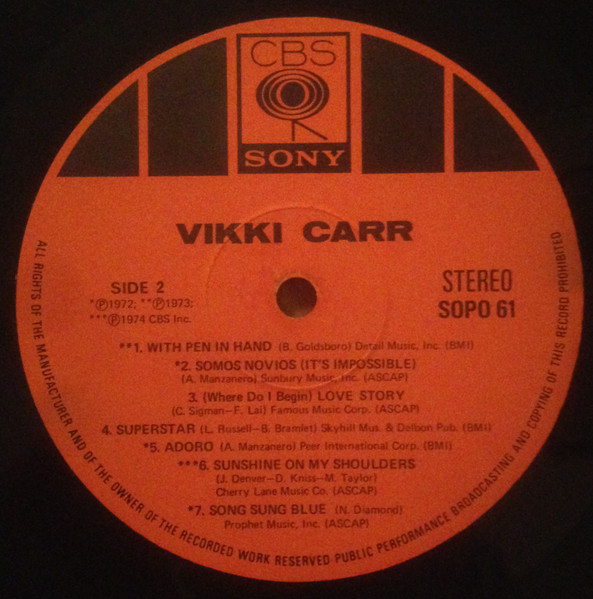 CBS
SONY
VIKKI CARR
SIDE 2
*Ⓟ1972; **Ⓟ1973;
***Ⓟ1974 CBS Inc.
STEREO
SOPO 61
**1. WITH PEN IN HAND (B. Goldsboro) Detail Music, Inc. (BMI)
*2. SOMOS NOVIOS (IT'S IMPOSSIBLE)
(A. Manzanero) Sunbury Music, Inc. (ASCAP)
3. (Where Do I Begin) LOVE STORY
(C. Sigman–F. Lai) Famous Music Corp. (ASCAP)
4. SUPERSTAR (L. Russell–B. Bramlet) Skyhill Mus. & Delbon Pub. (BMI)
*5. ADORO (A. Manzanero) Peer International Corp. (BMI)
***6. SUNSHINE ON MY SHOULDERS
(J. Denver–D. Kniss–M. Taylor)
Cherry Lane Music Co. (ASCAP)
*7. SONG SUNG BLUE (N. Diamond)
Prophet Music, Inc. (ASCAP)
ALL RIGHTS OF THE MANUFACTURER AND OF THE OWNER OF THE RECORDED WORK RESERVED PUBLIC PERFORMANCE BROADCASTING AND COPYING OF THIS RECORD PROHIBITED